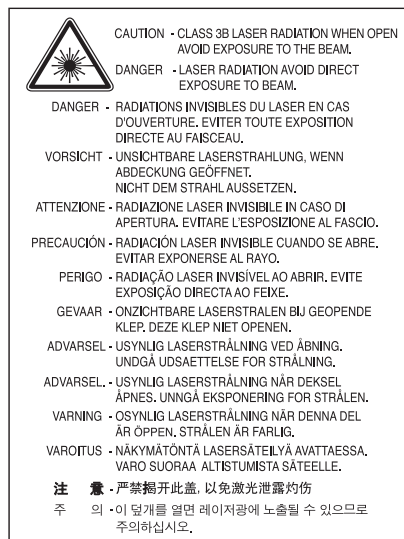 CAUTION - CLASS 3B LASER RADIATION WHEN OPEN
AVOID EXPOSURE TO THE BEAM.
DANGER - LASER RADIATION AVOID DIRECT
EXPOSURE TO BEAM.
DANGER - RADIATIONS INVISIBLES DU LASER EN CAS
D'OUVERTURE. EVITER TOUTE EXPOSITION
DIRECTE AU FAISCEAU.
VORSICHT - UNSICHTBARE LASERSTRAHLUNG, WENN
ABDECKUNG GEÖFFNET.
NICHT DEM STRAHL AUSSETZEN.
ATTENZIONE - RADIAZIONE LASER INVISIBILE IN CASO DI
APERTURA. EVITARE L'ESPOSIZIONE AL FASCIO.
PRECAUCIÓN - RADIACIÓN LASER INVISIBLE CUANDO SE ABRE.
EVITAR EXPONERSE AL RAYO.
PERIGO - RADIAÇÃO LASER INVISÍVEL AO ABRIR. EVITE
EXPOSIÇÃO DIRECTA AO FEIXE.
GEVAAR - ONZICHTBARE LASERSTRALEN BIJ GEOPENDE
KLEP. DEZE KLEP NIET OPENEN.
ADVARSEL - USYNLIG LASERSTRÅLNING VED ÅBNING.
UNDGÅ UDSAETTELSE FOR STRÅLNING.
ADVARSEL. - USYNLIG LASERSTRÅLNING NÅR DEKSEL
ÅPNES. UNNGÅ EKSPONERING FOR STRÅLEN.
VARNING - OSYNLIG LASERSTRÅLNING NÄR DENNA DEL
ÄR ÖPPEN. STRÅLEN ÄR FARLIG.
VAROITUS - NÄKYMÄTÖNTÄ LASERSÄTEILYÄ AVATTAESSA.
VARO SUORAA ALTISTUMISTA SÄTEELLE.
注 意 - 严禁揭开此盖, 以免激光泄露灼伤
주 의 - 이 덮개를 열면 레이저광에 노출될 수 있으므로
주의하십시오.